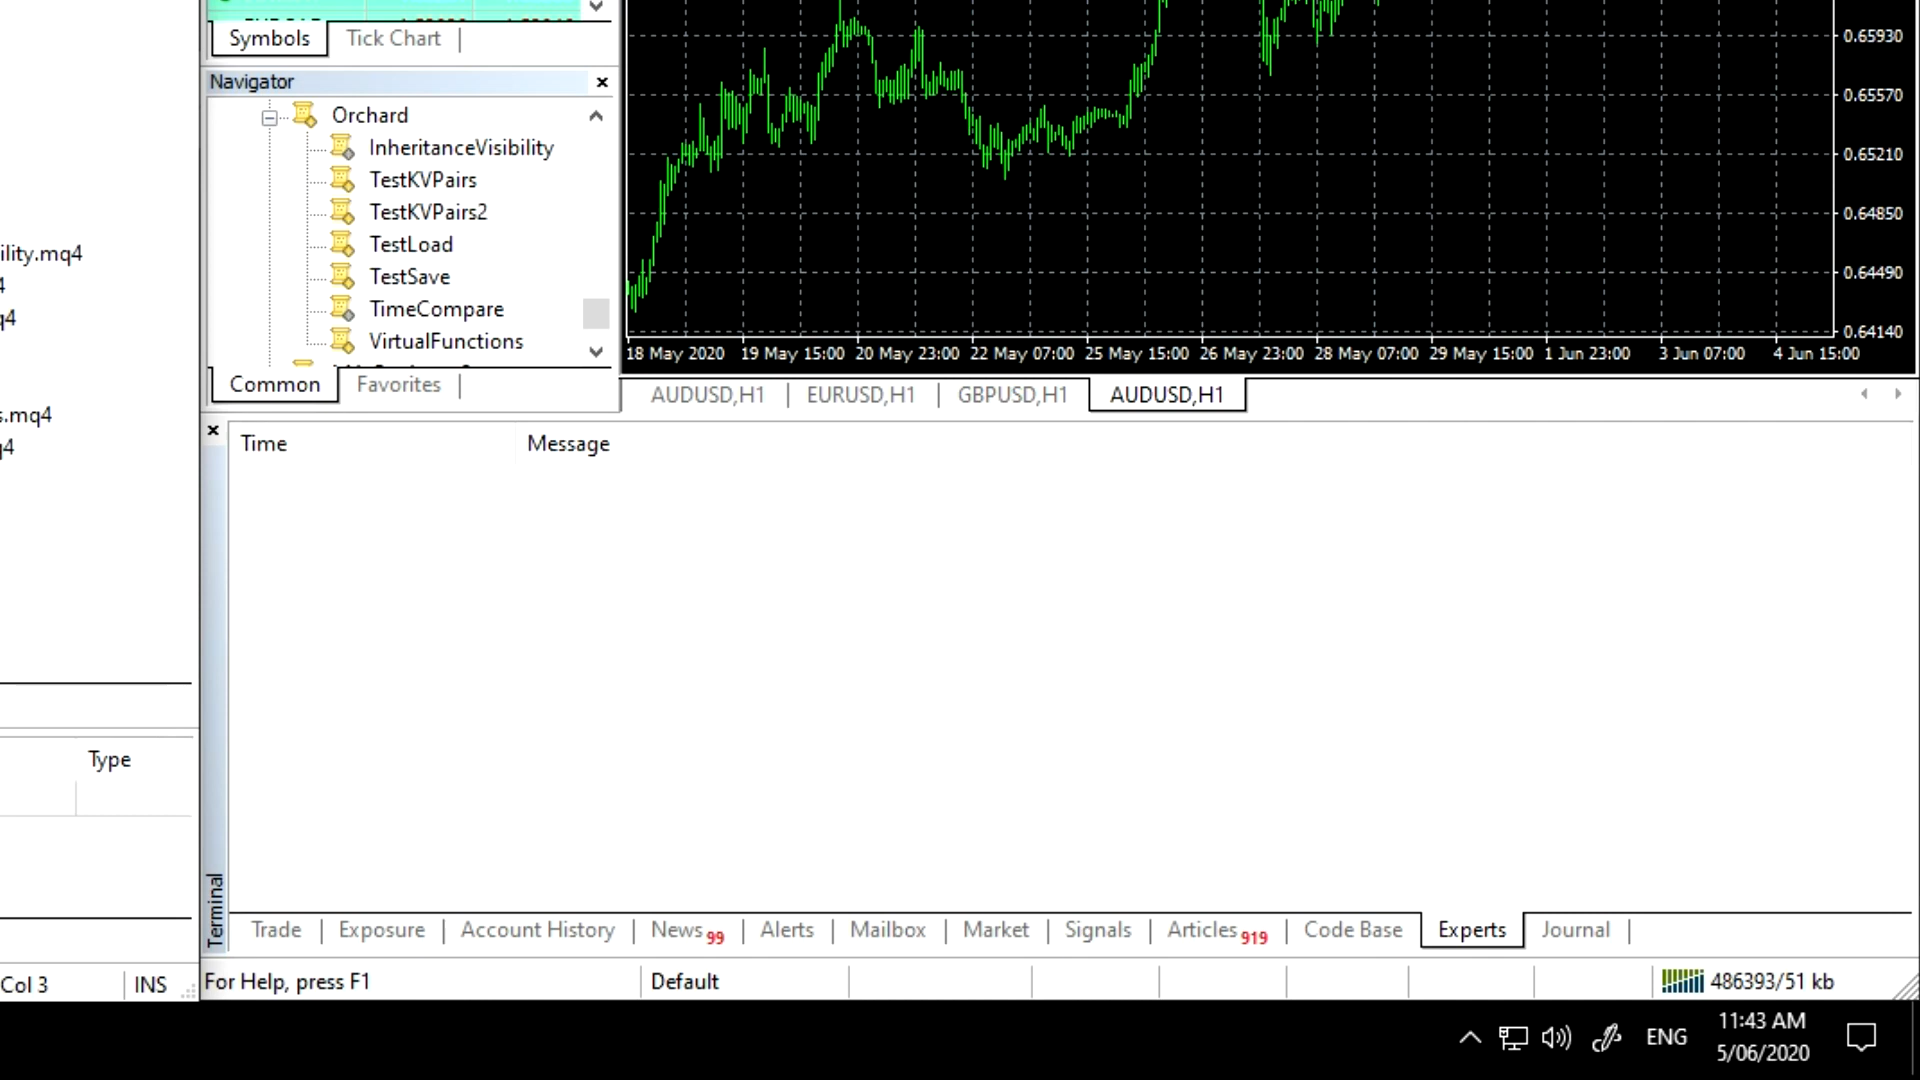 Symbols | Tick Chart |
Navigator
Orchard
InheritanceVisibility
TestKVPairs
TestKVPairs2
TestLoad
TestSave
TimeCompare
VirtualFunctions
Common | Favorites |
ility.mq4
4
q4
s.mq4
q4
Type
Col 3 INS
0.65930
0.65570
0.65210
0.64850
0.64490
0.64140
18 May 2020 19 May 15:00 20 May 23:00 22 May 07:00 25 May 15:00 26 May 23:00 28 May 07:00 29 May 15:00 1 Jun 23:00 3 Jun 07:00 4 Jun 15:00
AUDUSD,H1 | EURUSD,H1 | GBPUSD,H1 | AUDUSD,H1
Time Message
Terminal
Trade | Exposure | Account History | News 99 | Alerts | Mailbox | Market | Signals | Articles 919 | Code Base | Experts | Journal |
For Help, press F1 Default 486393/51 kb
ENG 11:43 AM
5/06/2020